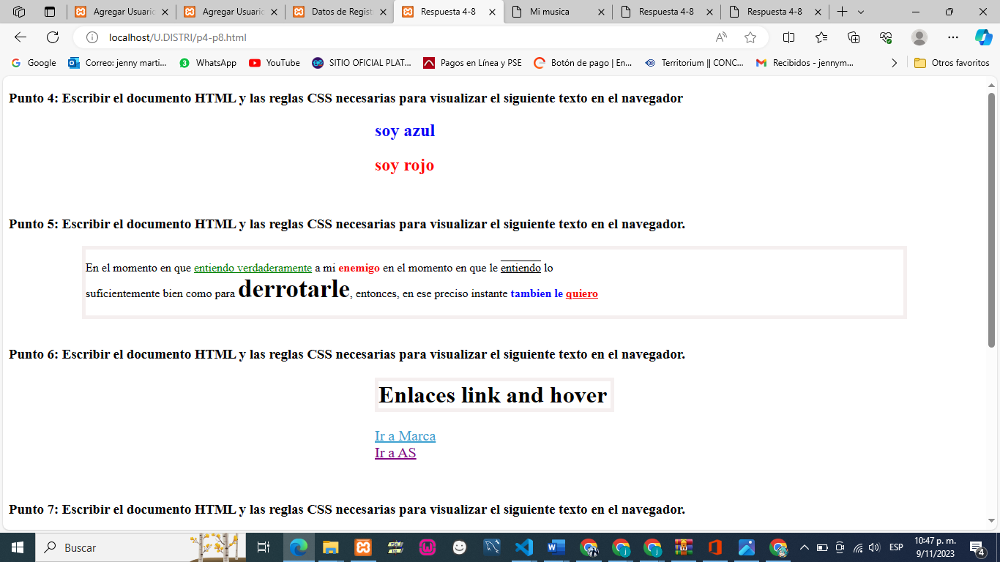 Agregar Usuario
Agregar Usuario
Datos de Regist
Respuesta 4-8
Mi musica
Respuesta 4-8
Respuesta 4-8
localhost/U.DISTRI/p4-p8.html
Google
Correo: jenny marti...
WhatsApp
YouTube
SITIO OFICIAL PLAT...
Pagos en Línea y PSE
Botón de pago | En...
Territorium || CONC...
Recibidos - jennym...
Otros favoritos
Punto 4: Escribir el documento HTML y las reglas CSS necesarias para visualizar el siguiente texto en el navegador
soy azul
soy rojo
Punto 5: Escribir el documento HTML y las reglas CSS necesarias para visualizar el siguiente texto en el navegador.
En el momento en que entiendo verdaderamente a mi enemigo en el momento en que le entiendo lo
suficientemente bien como para derrotarle, entonces, en ese preciso instante tambien le quiero
Punto 6: Escribir el documento HTML y las reglas CSS necesarias para visualizar el siguiente texto en el navegador.
Enlaces link and hover
Ir a Marca
Ir a AS
Punto 7: Escribir el documento HTML y las reglas CSS necesarias para visualizar el siguiente texto en el navegador.
Buscar
ESP
10:47 p. m.
9/11/2023
4